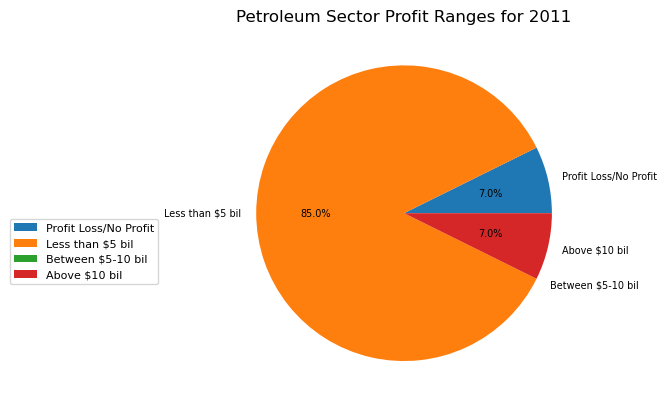 Petroleum Sector Profit Ranges for 2011
Profit Loss/No Profit
7.0%
Less than $5 bil
85.0%
7.0%
Above $10 bil
Between $5-10 bil
Profit Loss/No Profit
Less than $5 bil
Between $5-10 bil
Above $10 bil